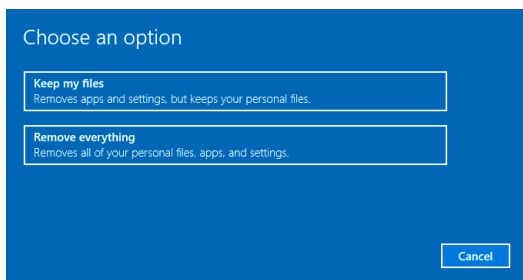 Choose an option
Keep my files
Removes apps and settings, but keeps your personal files.
Remove everything
Removes all of your personal files, apps, and settings.
Cancel